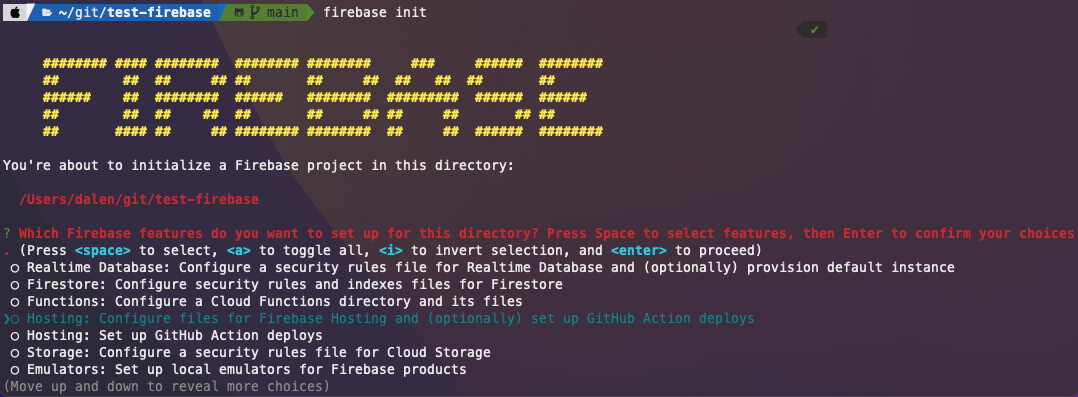 ~/git/test-firebase main firebase init
✔
######## #### ########  ######## ########     ###     ######  ########
##        ##  ##     ## ##       ##     ##  ##   ##  ##       ##
######    ##  ########  ######   ########  #########  ######  ######
##        ##  ##    ##  ##       ##     ## ##     ##       ## ##
##       #### ##     ## ######## ########  ##     ##  ######  ########
You're about to initialize a Firebase project in this directory:
/Users/dalen/git/test-firebase
? Which Firebase features do you want to set up for this directory? Press Space to select features, then Enter to confirm your choices
. (Press <space> to select, <a> to toggle all, <i> to invert selection, and <enter> to proceed)
○ Realtime Database: Configure a security rules file for Realtime Database and (optionally) provision default instance
○ Firestore: Configure security rules and indexes files for Firestore
○ Functions: Configure a Cloud Functions directory and its files
❯○ Hosting: Configure files for Firebase Hosting and (optionally) set up GitHub Action deploys
○ Hosting: Set up GitHub Action deploys
○ Storage: Configure a security rules file for Cloud Storage
○ Emulators: Set up local emulators for Firebase products
(Move up and down to reveal more choices)